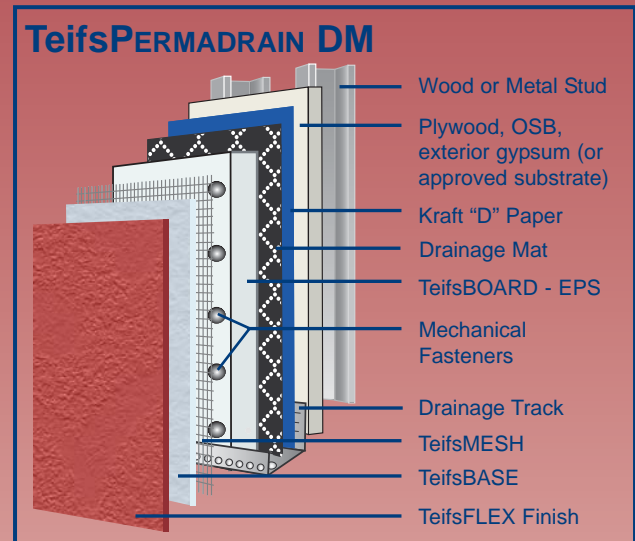 TeifsPERMADRAIN DM
Wood or Metal Stud
Plywood, OSB,
exterior gypsum (or
approved substrate)
Kraft “D” Paper
Drainage Mat
TeifsBOARD - EPS
Mechanical
Fasteners
Drainage Track
TeifsMESH
TeifsBASE
TeifsFLEX Finish